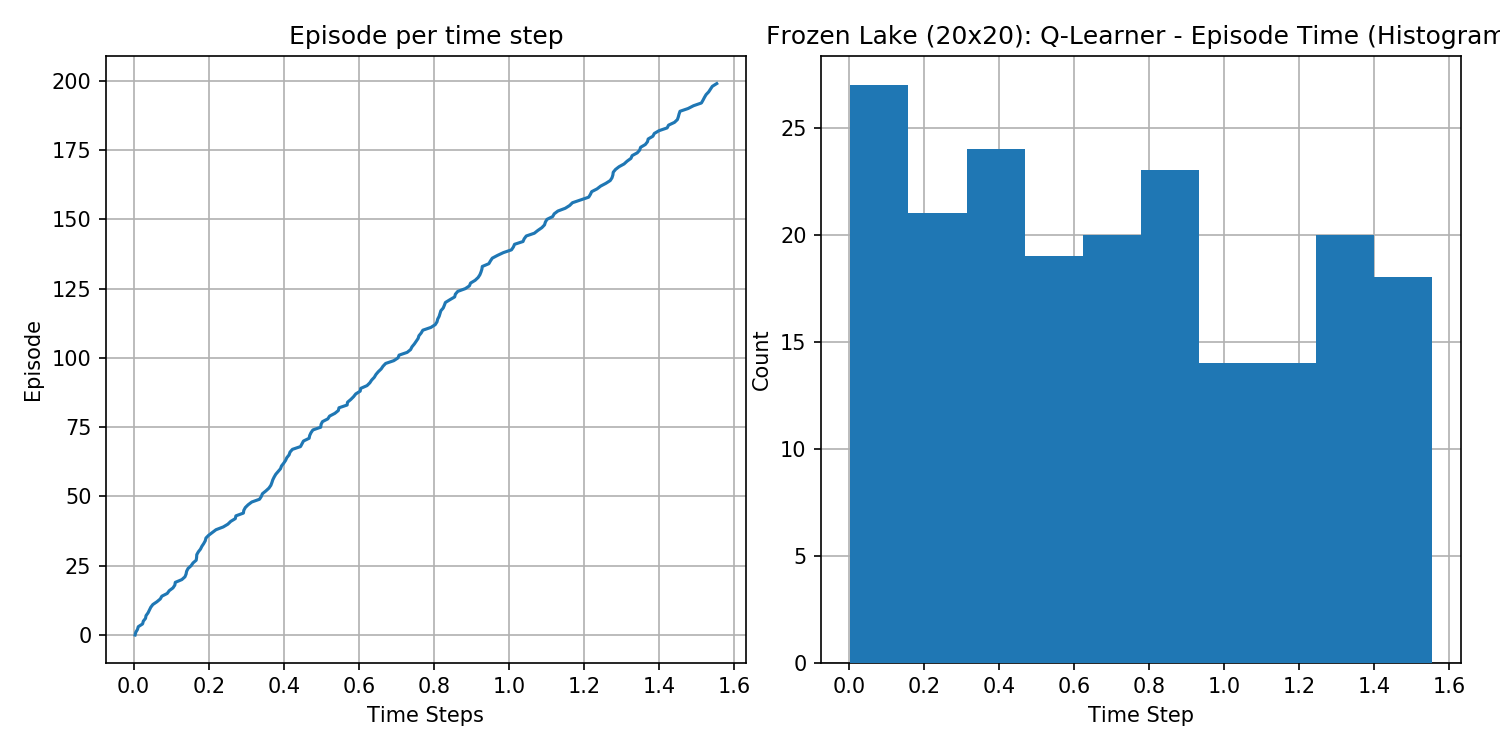 Episode per time step
200
175
150
125
100
75
50
25
0
Episode
0.0 0.2 0.4 0.6 0.8 1.0 1.2 1.4 1.6
Time Steps
Frozen Lake (20x20): Q-Learner - Episode Time (Histogram
25
20
15
10
5
0
Count
0.0 0.2 0.4 0.6 0.8 1.0 1.2 1.4 1.6
Time Step